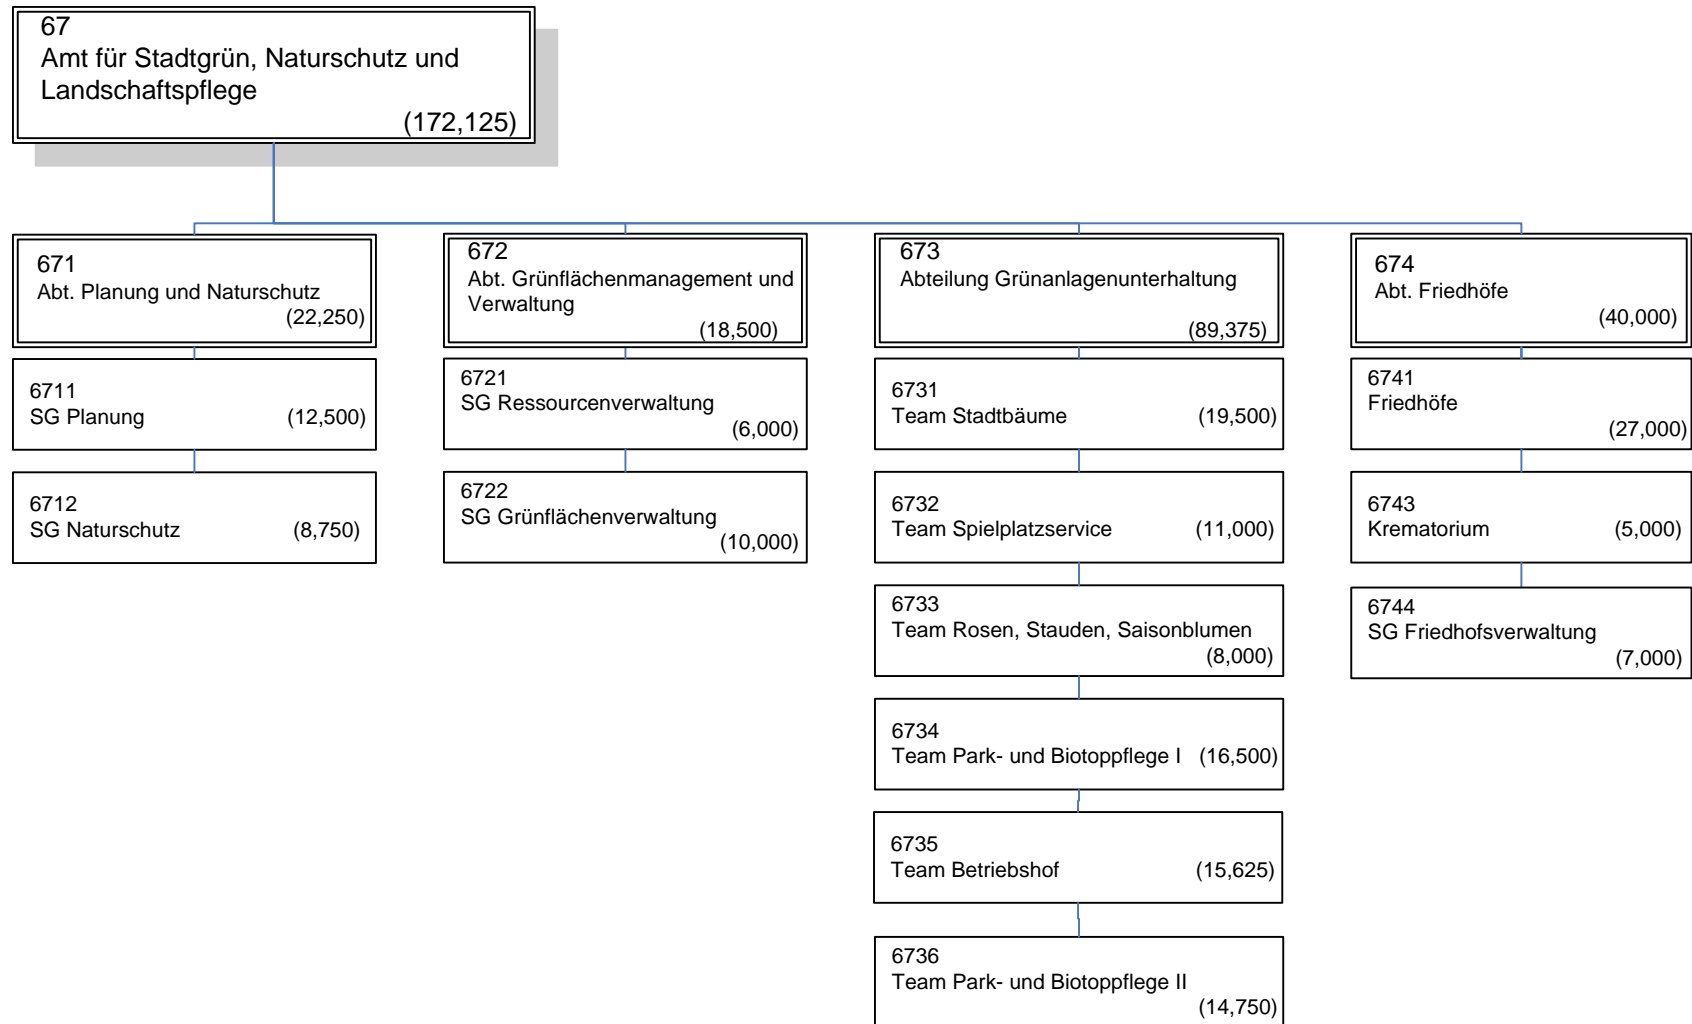 67
Amt für Stadtgrün, Naturschutz und
Landschaftspflege
(172,125)
671
Abt. Planung und Naturschutz
(22,250)
6711
SG Planung (12,500)
6712
SG Naturschutz (8,750)
672
Abt. Grünflächenmanagement und
Verwaltung
(18,500)
6721
SG Ressourcenverwaltung
(6,000)
6722
SG Grünflächenverwaltung
(10,000)
673
Abteilung Grünanlagenunterhaltung
(89,375)
6731
Team Stadtbäume (19,500)
6732
Team Spielplatzservice (11,000)
6733
Team Rosen, Stauden, Saisonblumen
(8,000)
6734
Team Park- und Biotoppflege I (16,500)
6735
Team Betriebshof (15,625)
6736
Team Park- und Biotoppflege II
(14,750)
674
Abt. Friedhöfe
(40,000)
6741
Friedhöfe
(27,000)
6743
Krematorium (5,000)
6744
SG Friedhofsverwaltung
(7,000)